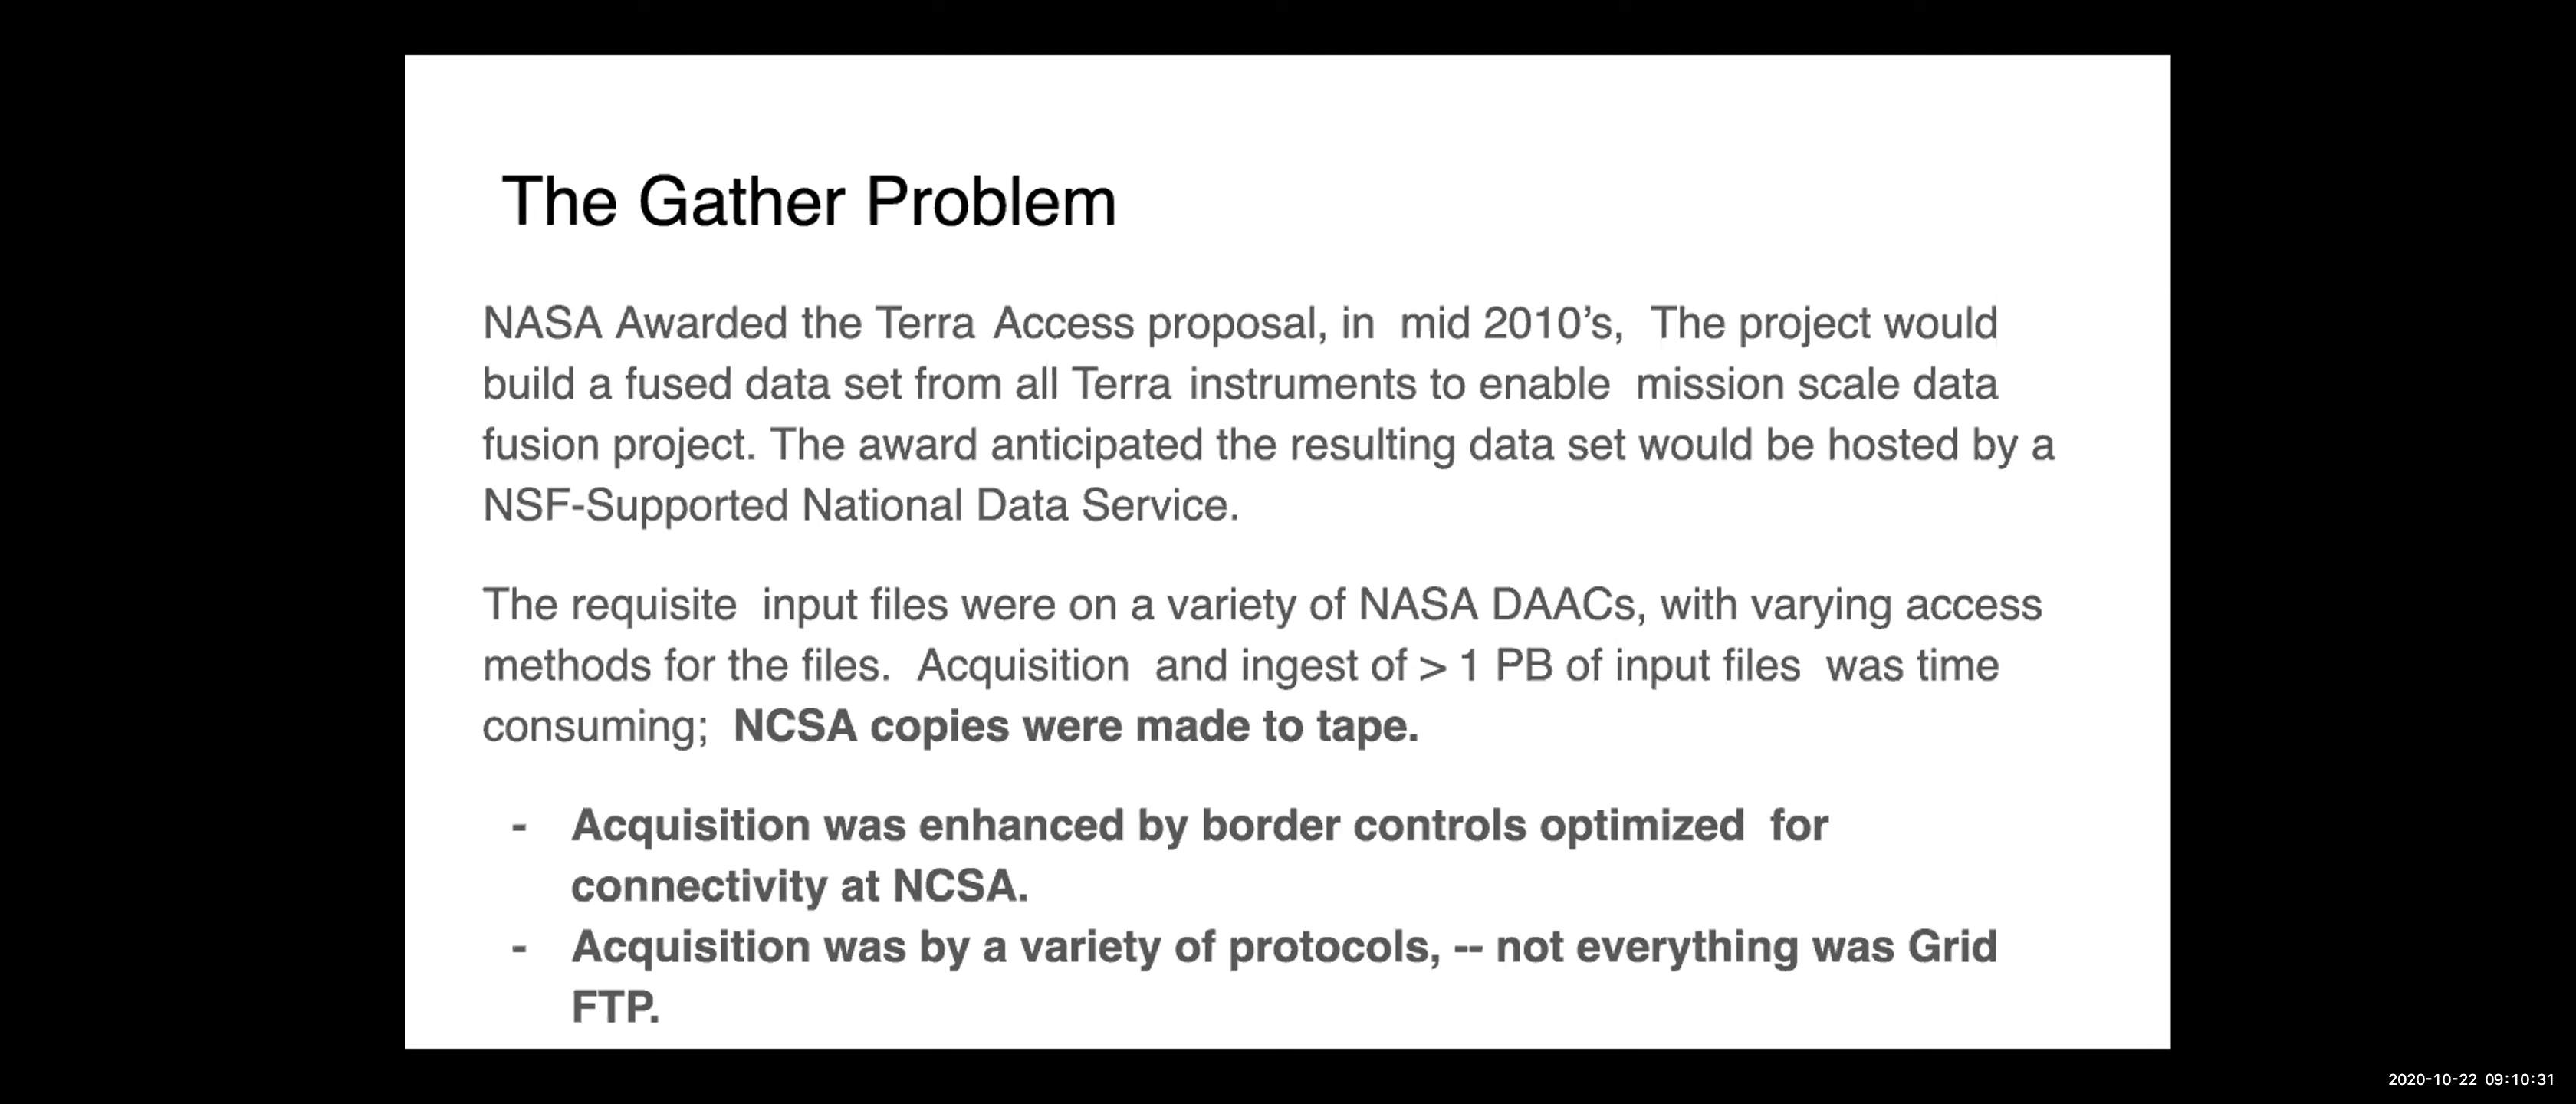 The Gather Problem
NASA Awarded the Terra Access proposal, in mid 2010’s, The project would
build a fused data set from all Terra instruments to enable mission scale data
fusion project. The award anticipated the resulting data set would be hosted by a
NSF-Supported National Data Service.
The requisite input files were on a variety of NASA DAACs, with varying access
methods for the files. Acquisition and ingest of > 1 PB of input files was time
consuming; NCSA copies were made to tape.
- Acquisition was enhanced by border controls optimized for
connectivity at NCSA.
- Acquisition was by a variety of protocols, -- not everything was Grid
FTP.
2020-10-22 09:10:31